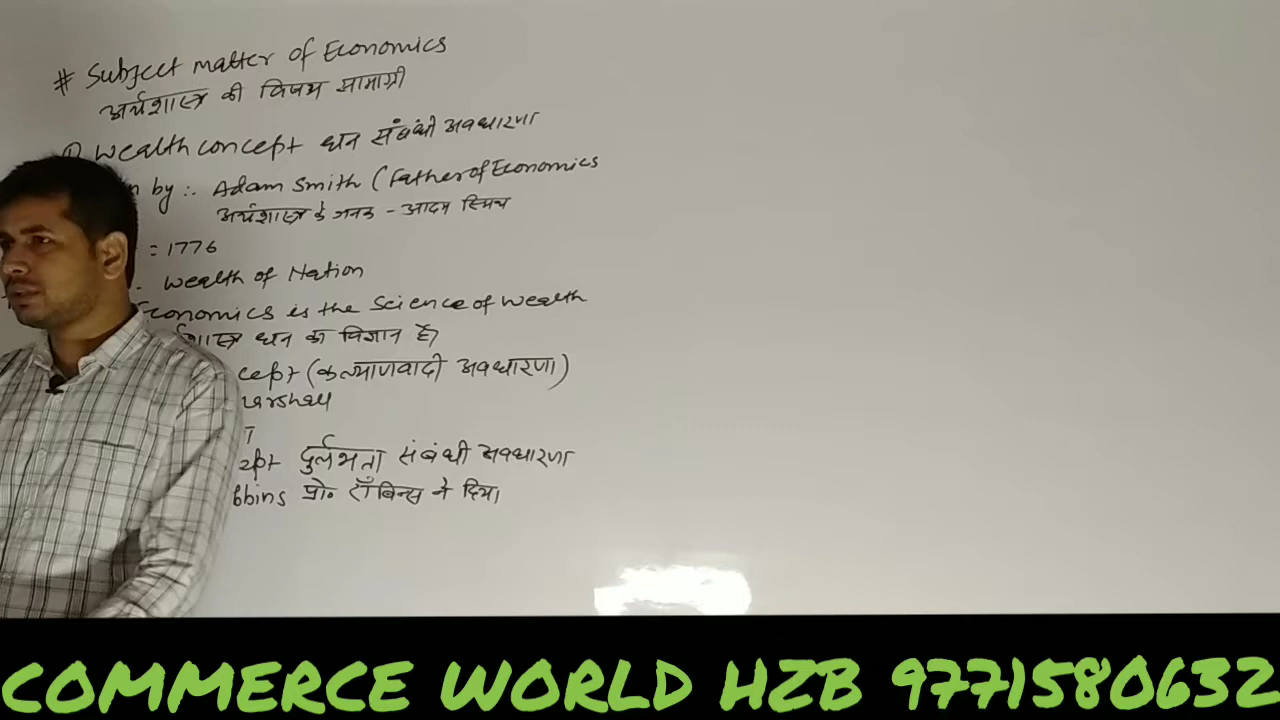 # Subject matter of Economics
अर्थशास्त्र की विषय सामाग्री
① Wealth concept धन संबंधी अवधारणा
n by :. Adam Smith (Father of Economics
अर्थशास्त्र के जनक - आदम स्मिथ
= 1776
. Wealth of Nation
Economics is the Science of Wealth
शास्त्र धन का विज्ञान है
cept (कल्याणवादी अवधारणा)
arshall
ept दुर्लभता संबंधी अवधारणा
bbins प्रो० रॉबिन्स ने दिया
COMMERCE WORLD HZB 9771580632